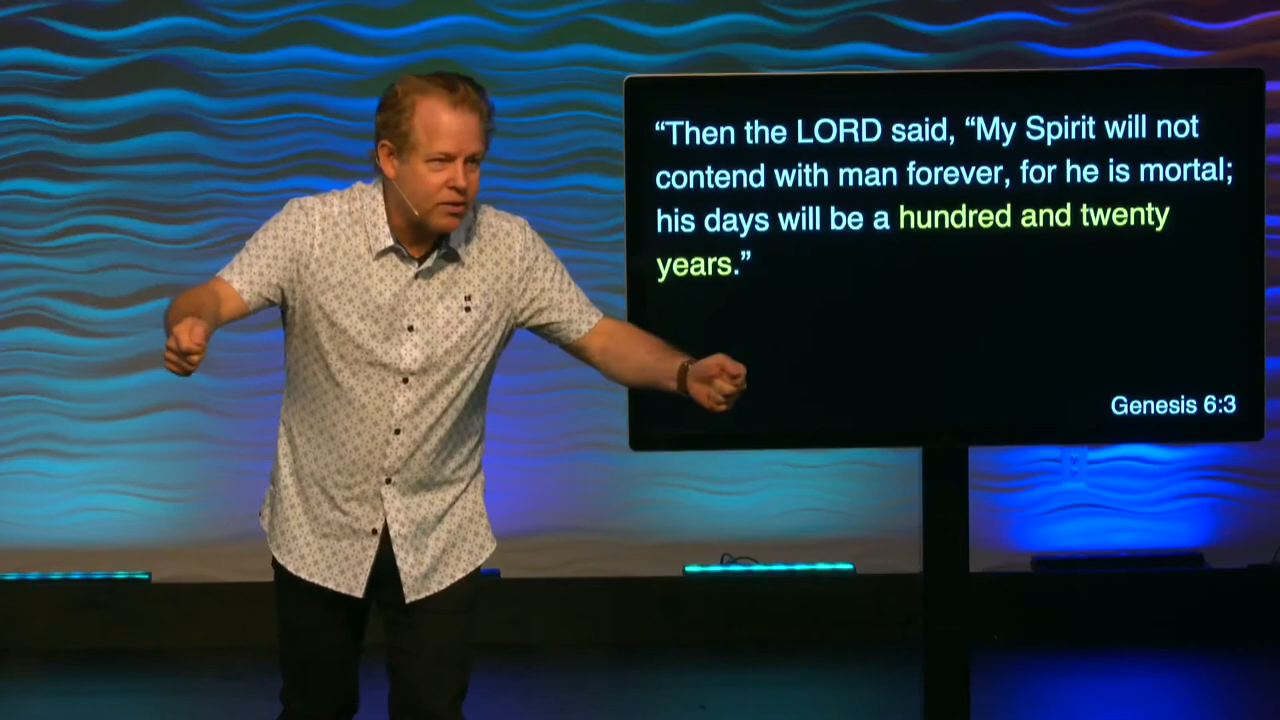 “Then the LORD said, “My Spirit will not
contend with man forever, for he is mortal;
his days will be a hundred and twenty
years.”
Genesis 6:3